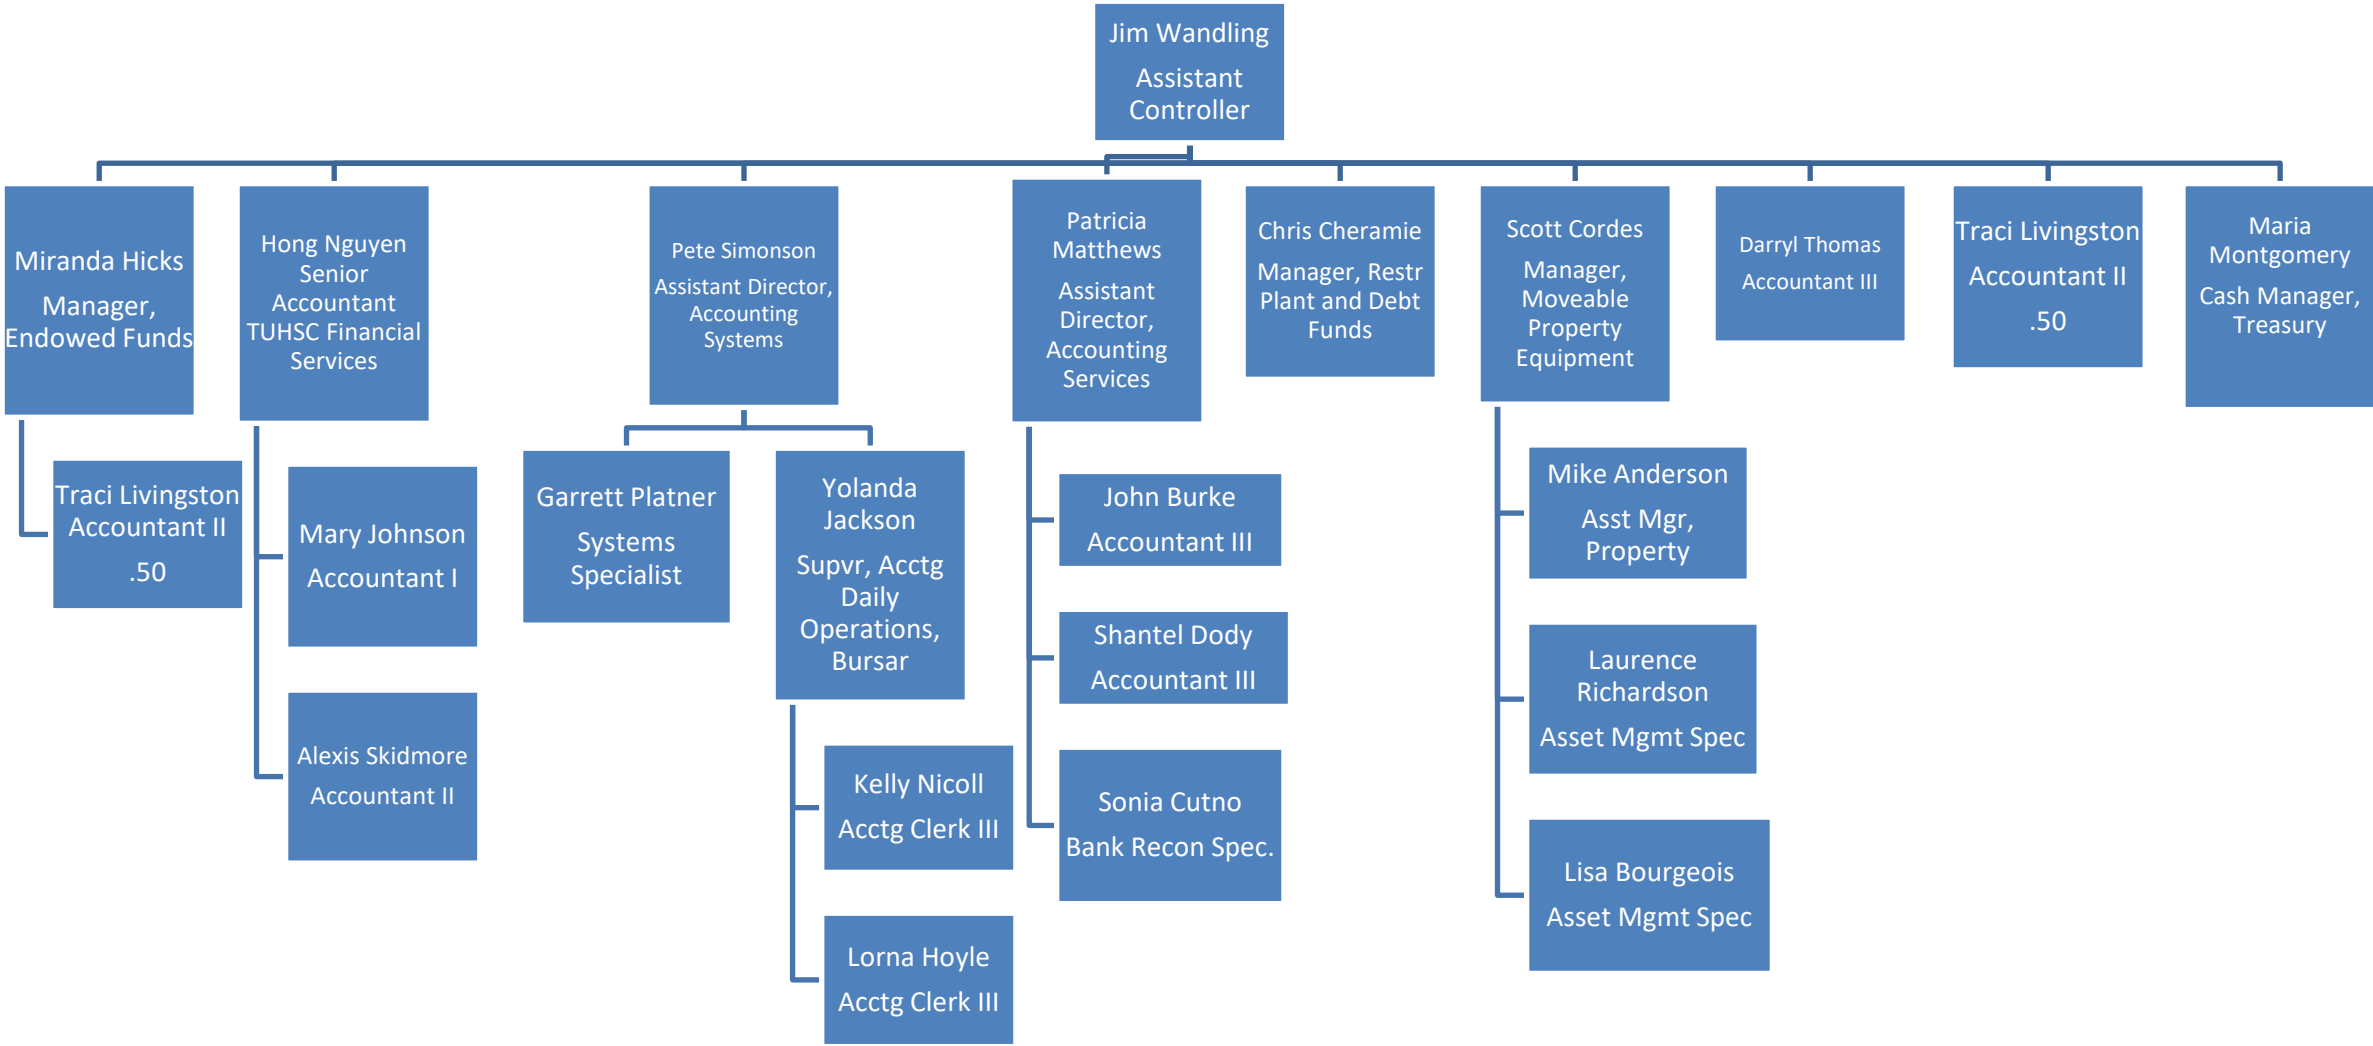 Jim Wandling
Assistant
Controller
Miranda Hicks
Manager,
Endowed Funds
Hong Nguyen
Senior
Accountant
TUHSC Financial
Services
Pete Simonson
Assistant Director,
Accounting
Systems
Patricia
Matthews
Assistant
Director,
Accounting
Services
Chris Cheramie
Manager, Restr
Plant and Debt
Funds
Scott Cordes
Manager,
Moveable
Property
Equipment
Darryl Thomas
Accountant III
Traci Livingston
Accountant II
.50
Maria
Montgomery
Cash Manager,
Treasury
Traci Livingston
Accountant II
.50
Mary Johnson
Accountant I
Alexis Skidmore
Accountant II
Garrett Platner
Systems
Specialist
Yolanda
Jackson
Supvr, Acctg
Daily
Operations,
Bursar
Kelly Nicoll
Acctg Clerk III
Lorna Hoyle
Acctg Clerk III
John Burke
Accountant III
Shantel Dody
Accountant III
Sonia Cutno
Bank Recon Spec.
Mike Anderson
Asst Mgr,
Property
Laurence
Richardson
Asset Mgmt Spec
Lisa Bourgeois
Asset Mgmt Spec